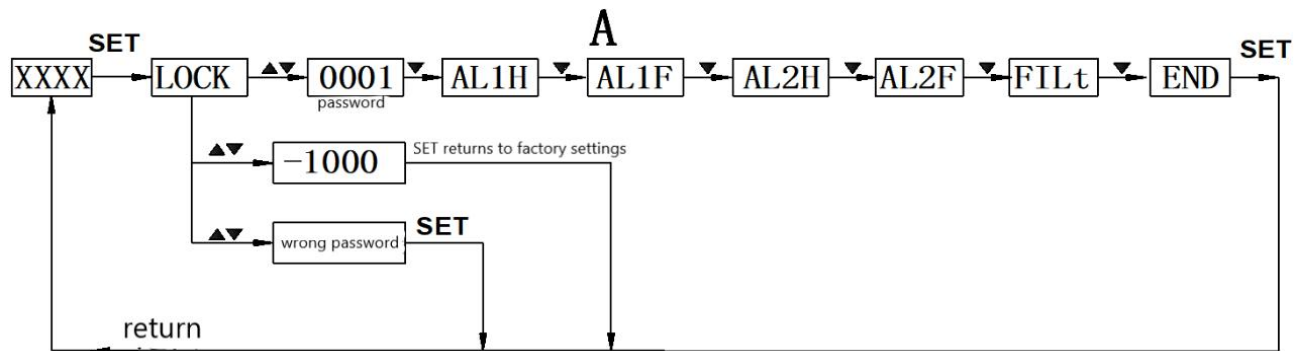 A
SET
SET
XXXX
LOCK
0001
AL1H
AL1F
AL2H
AL2F
FILt
END
password
-1000
SET returns to factory settings
wrong password
SET
return